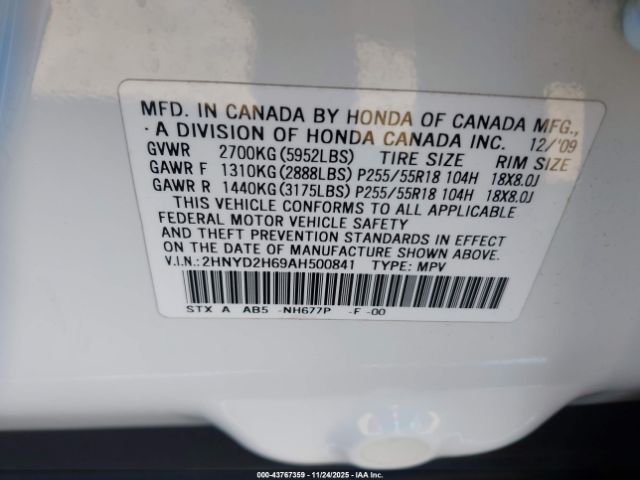 MFD. IN CANADA BY HONDA OF CANADA MFG.,
A DIVISION OF HONDA CANADA INC. 12/'09
GVWR 2700KG (5952LBS) TIRE SIZE RIM SIZE
GAWR F 1310KG (2888LBS) P255/55R18 104H 18X8.0J
GAWR R 1440KG (3175LBS) P255/55R18 104H 18X8.0J
THIS VEHICLE CONFORMS TO ALL APPLICABLE
FEDERAL MOTOR VEHICLE SAFETY
AND THEFT PREVENTION STANDARDS IN EFFECT
ON THE DATE OF MANUFACTURE SHOWN ABOVE.
V.I.N.:2HNYD2H69AH500841 TYPE: MPV
STX A AB5 -NH677P -F -00
000-43767359 - 11/24/2025 - IAA Inc.